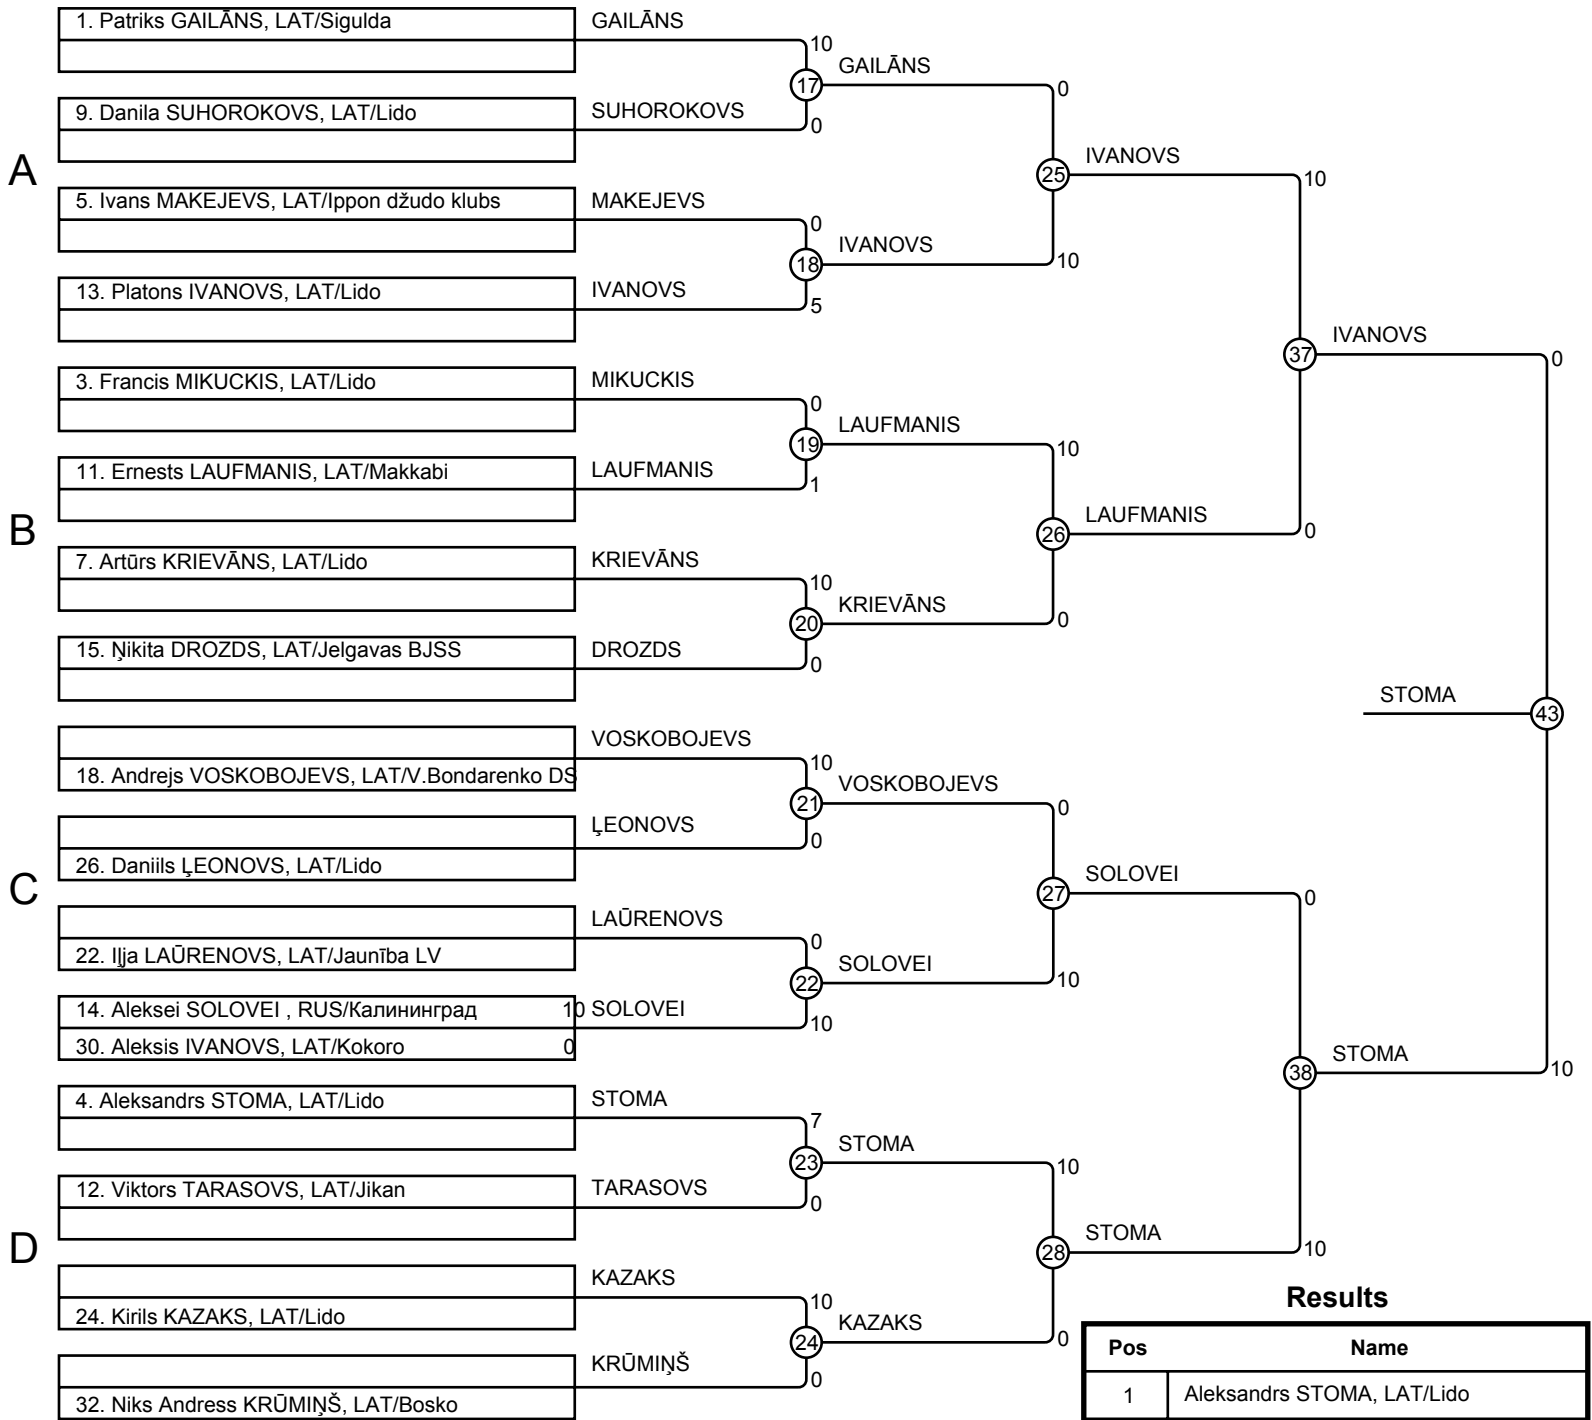 1. Patriks GAILĀNS, LAT/Sigulda
GAILĀNS
10
17
GAILĀNS
0
9. Danila SUHOROKOVS, LAT/Lido
SUHOROKOVS
0
A
25
IVANOVS
10
5. Ivans MAKEJEVS, LAT/Ippon džudo klubs
MAKEJEVS
0
18
IVANOVS
10
13. Platons IVANOVS, LAT/Lido
IVANOVS
5
37
IVANOVS
0
3. Francis MIKUCKIS, LAT/Lido
MIKUCKIS
0
19
LAUFMANIS
10
11. Ernests LAUFMANIS, LAT/Makkabi
LAUFMANIS
1
B
26
LAUFMANIS
0
7. Artūrs KRIEVĀNS, LAT/Lido
KRIEVĀNS
10
20
KRIEVĀNS
0
15. Ņikita DROZDS, LAT/Jelgavas BJSS
DROZDS
0
STOMA
43
VOSKOBOJEVS
18. Andrejs VOSKOBOJEVS, LAT/V.Bondarenko DS
10
21
VOSKOBOJEVS
0
ĻEONOVS
26. Daniils ĻEONOVS, LAT/Lido
0
C
27
SOLOVEI
0
LAŪRENOVS
22. Iļja LAŪRENOVS, LAT/Jaunība LV
0
22
SOLOVEI
10
14. Aleksei SOLOVEI , RUS/Калининград 10
SOLOVEI
10
30. Aleksis IVANOVS, LAT/Kokoro 0
38
STOMA
10
4. Aleksandrs STOMA, LAT/Lido
STOMA
7
23
STOMA
10
12. Viktors TARASOVS, LAT/Jikan
TARASOVS
0
D
28
STOMA
10
KAZAKS
24. Kirils KAZAKS, LAT/Lido
10
24
KAZAKS
0
KRŪMIŅŠ
32. Niks Andress KRŪMIŅŠ, LAT/Bosko
0
Results
Pos Name
1 Aleksandrs STOMA, LAT/Lido